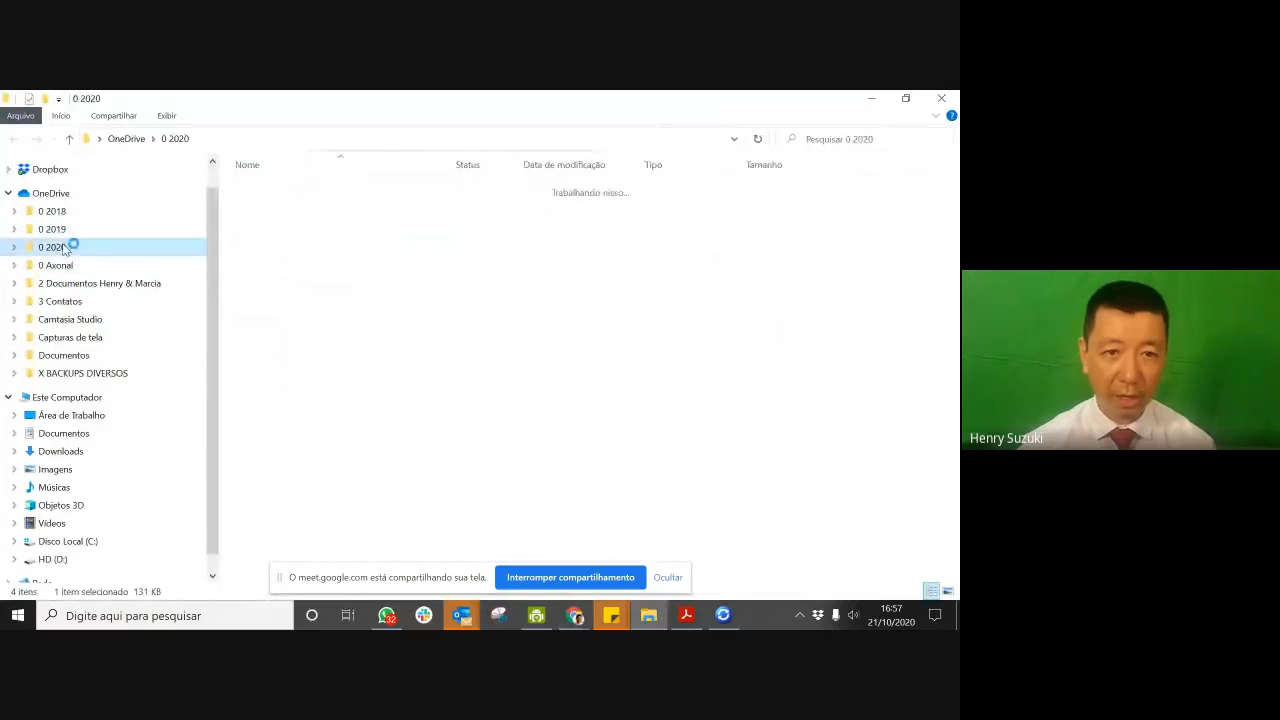 0 2020
Arquivo Início Compartilhar Exibir
OneDrive 0 2020 Pesquisar 0 2020
Nome Status Data de modificação Tipo Tamanho
Trabalhando nisso...
Dropbox
OneDrive
0 2018
0 2019
0 2020
0 Axonal
2 Documentos Henry & Marcia
3 Contatos
Camtasia Studio
Capturas de tela
Documentos
X BACKUPS DIVERSOS
Este Computador
Área de Trabalho
Documentos
Downloads
Imagens
Músicas
Objetos 3D
Vídeos
Disco Local (C:)
HD (D:)
4 itens 1 item selecionado 131 KB
O meet.google.com está compartilhando sua tela. Interromper compartilhamento Ocultar
Digite aqui para pesquisar
32
16:57
21/10/2020
Henry Suzuki